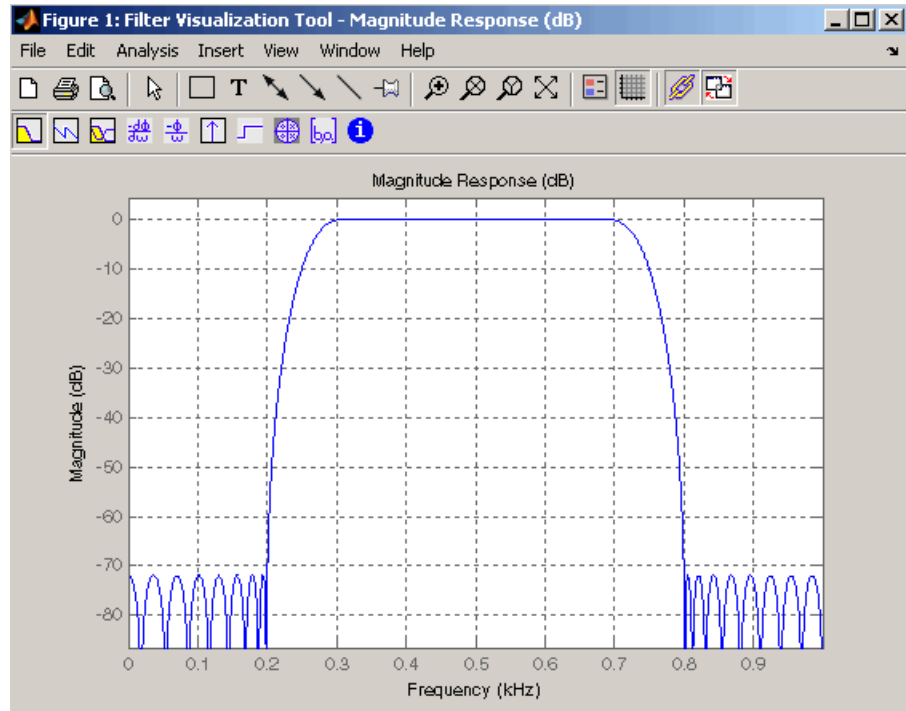 Figure 1: Filter Visualization Tool - Magnitude Response (dB)
File Edit Analysis Insert View Window Help
T
Magnitude Response (dB)
Magnitude (dB)
0
-10
-20
-30
-40
-50
-60
-70
-80
0 0.1 0.2 0.3 0.4 0.5 0.6 0.7 0.8 0.9
Frequency (kHz)